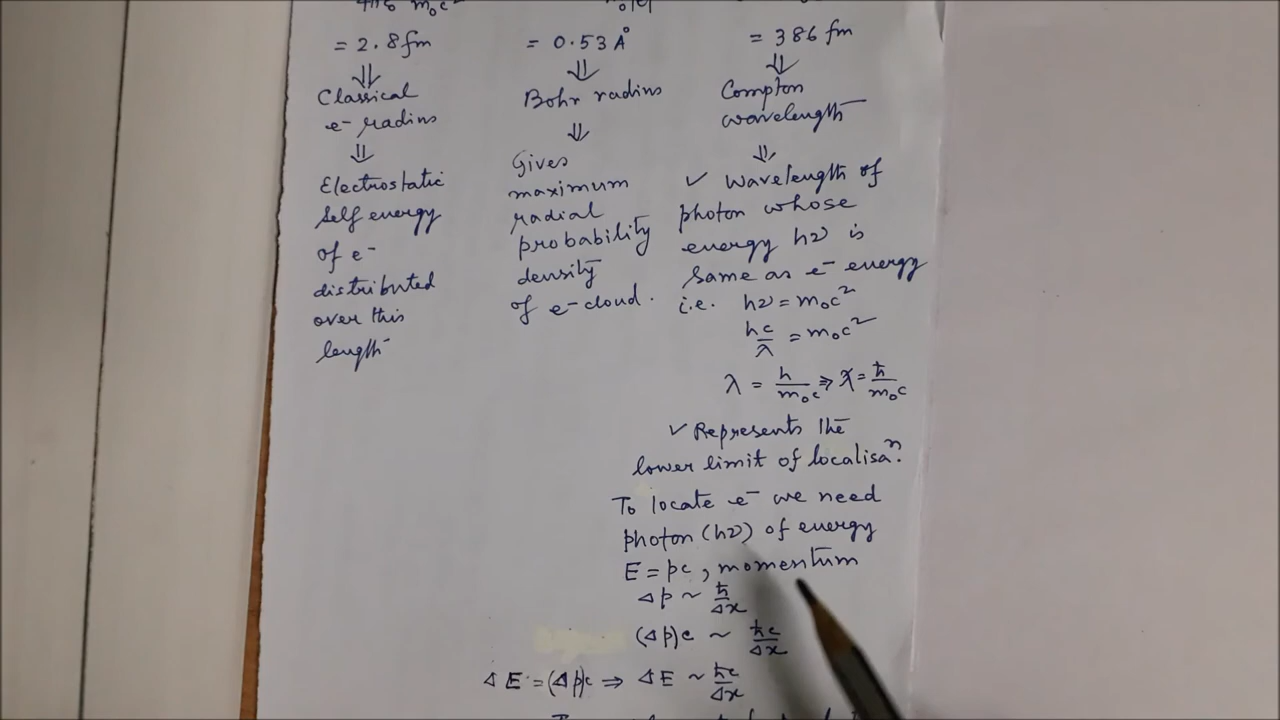 m₀c²
= 2.8 fm
⇓
Classical
e⁻ radius
⇓
Electrostatic
Self energy
of e⁻
distributed
over this
length
= 0.53 Å
⇓
Bohr radius
⇓
Gives
maximum
radial
probability
density
of e⁻ cloud.
= 386 fm
⇓
Compton
wavelength
⇓
✓ Wavelength of
photon whose
energy hν is
same as e⁻ energy
i.e. hν = m₀c²
hc/λ = m₀c²
λ = h/m₀c ⇒ ƛ = ħ/m₀c
✓ Represents the
lower limit of localisaⁿ.
To locate e⁻ we need
photon (hν) of energy
E = pc, momentum
Δp ~ ħ/Δx
(Δp)c ~ ħc/Δx
ΔE = (Δp)c ⇒ ΔE ~ ħc/Δx